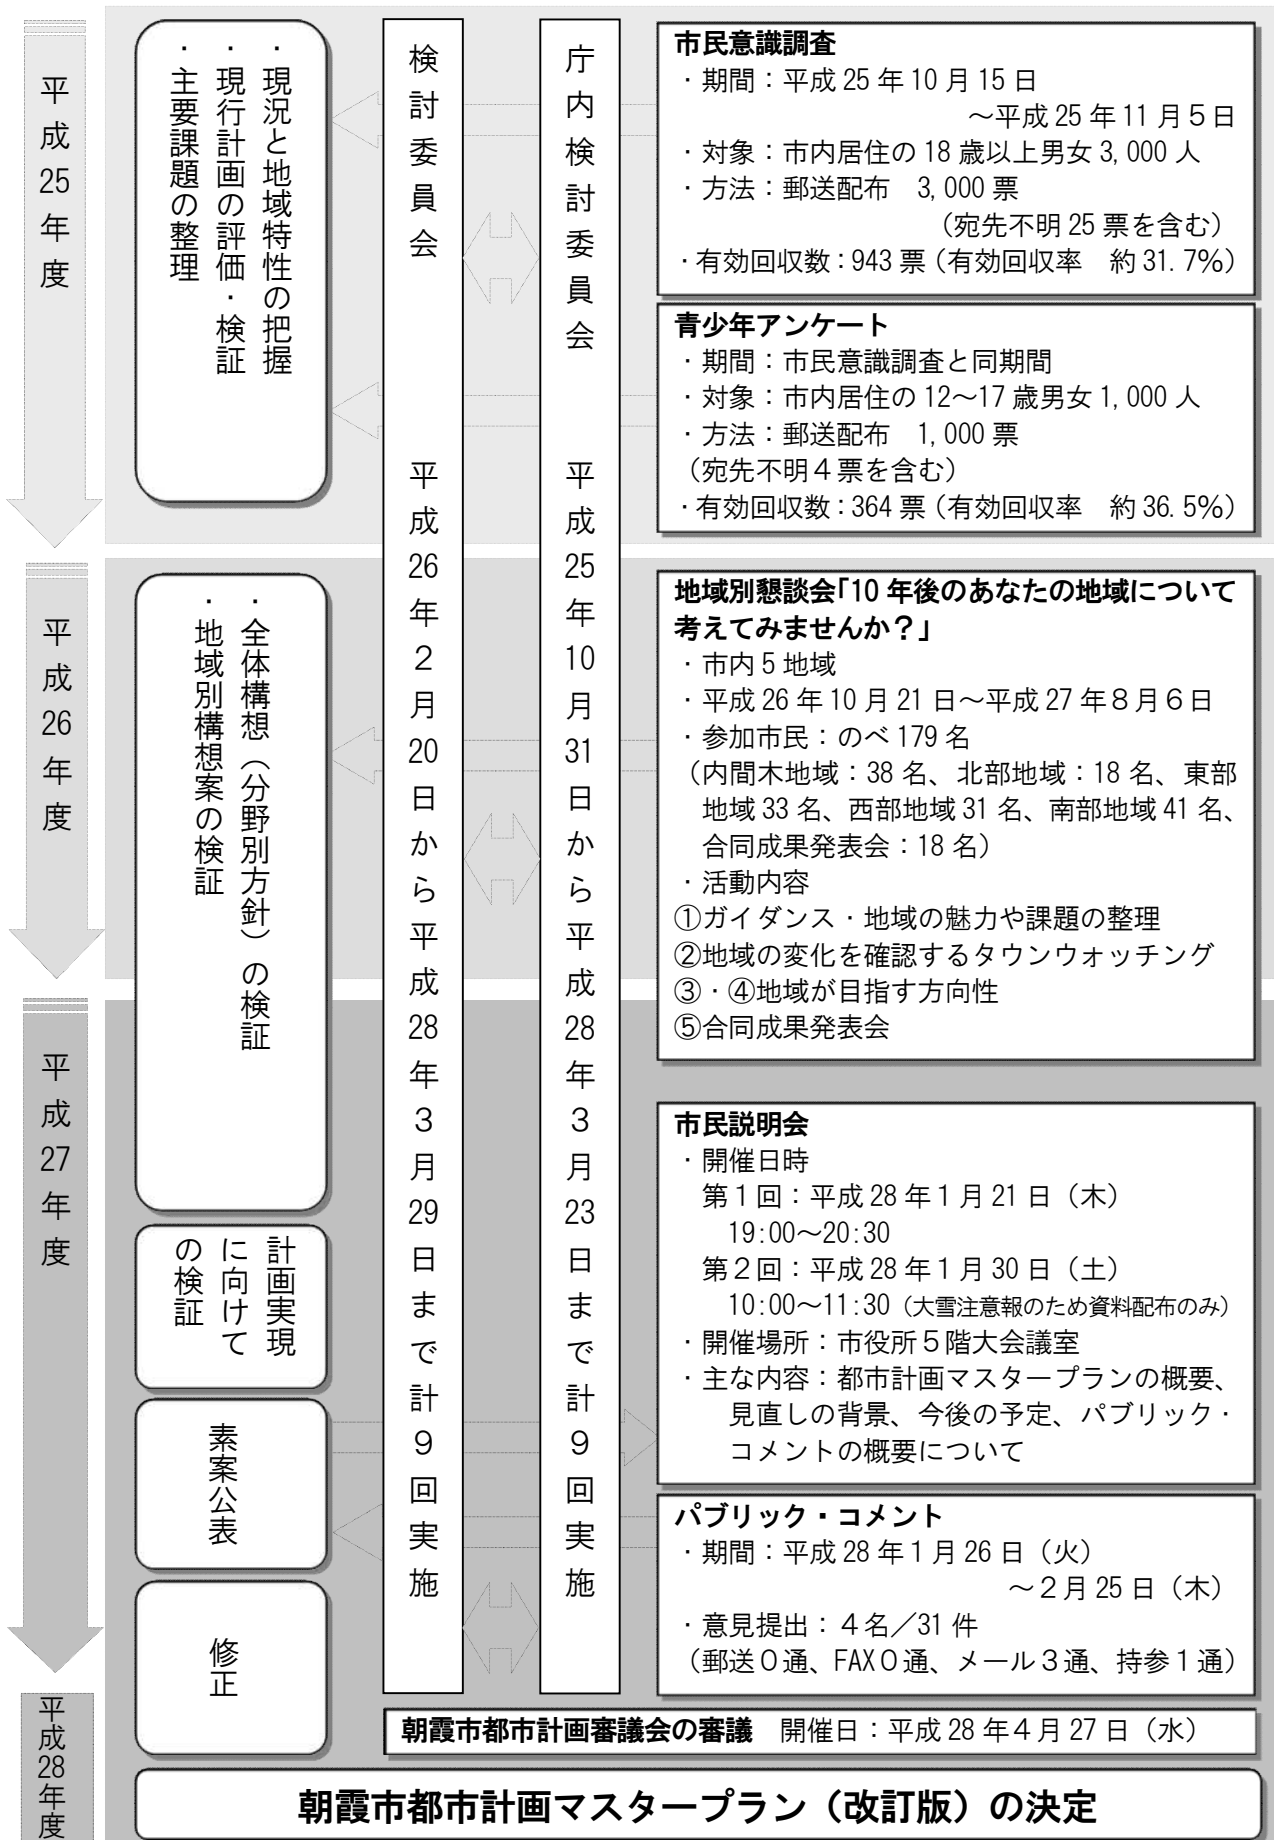 平成25年度
・現況と地域特性の把握
・現行計画の評価・検証
・主要課題の整理
検討委員会　平成26年2月20日から平成28年3月29日まで計9回実施
庁内検討委員会　平成25年10月31日から平成28年3月23日まで計9回実施
市民意識調査
・期間：平成25年10月15日
～平成25年11月5日
・対象：市内居住の18歳以上男女3,000人
・方法：郵送配布　3,000票
（宛先不明25票を含む）
・有効回収数：943票（有効回収率　約31.7%）
青少年アンケート
・期間：市民意識調査と同期間
・対象：市内居住の12～17歳男女1,000人
・方法：郵送配布　1,000票
（宛先不明4票を含む）
・有効回収数：364票（有効回収率　約36.5%）
平成26年度
・全体構想（分野別方針）の検証
・地域別構想案の検証
地域別懇談会「10年後のあなたの地域について
考えてみませんか？」
・市内5地域
・平成26年10月21日～平成27年8月6日
・参加市民：のべ179名
（内間木地域：38名、北部地域：18名、東部
地域33名、西部地域31名、南部地域41名、
合同成果発表会：18名）
・活動内容
①ガイダンス・地域の魅力や課題の整理
②地域の変化を確認するタウンウォッチング
③・④地域が目指す方向性
⑤合同成果発表会
平成27年度
計画実現
に向けて
の検証
素案公表
修正
市民説明会
・開催日時
第1回：平成28年1月21日（木）
19:00～20:30
第2回：平成28年1月30日（土）
10:00～11:30（大雪注意報のため資料配布のみ）
・開催場所：市役所5階大会議室
・主な内容：都市計画マスタープランの概要、
見直しの背景、今後の予定、パブリック・
コメントの概要について
パブリック・コメント
・期間：平成28年1月26日（火）
～2月25日（木）
・意見提出：4名／31件
（郵送0通、FAX0通、メール3通、持参1通）
平成28年度
朝霞市都市計画審議会の審議　開催日：平成28年4月27日（水）
朝霞市都市計画マスタープラン（改訂版）の決定